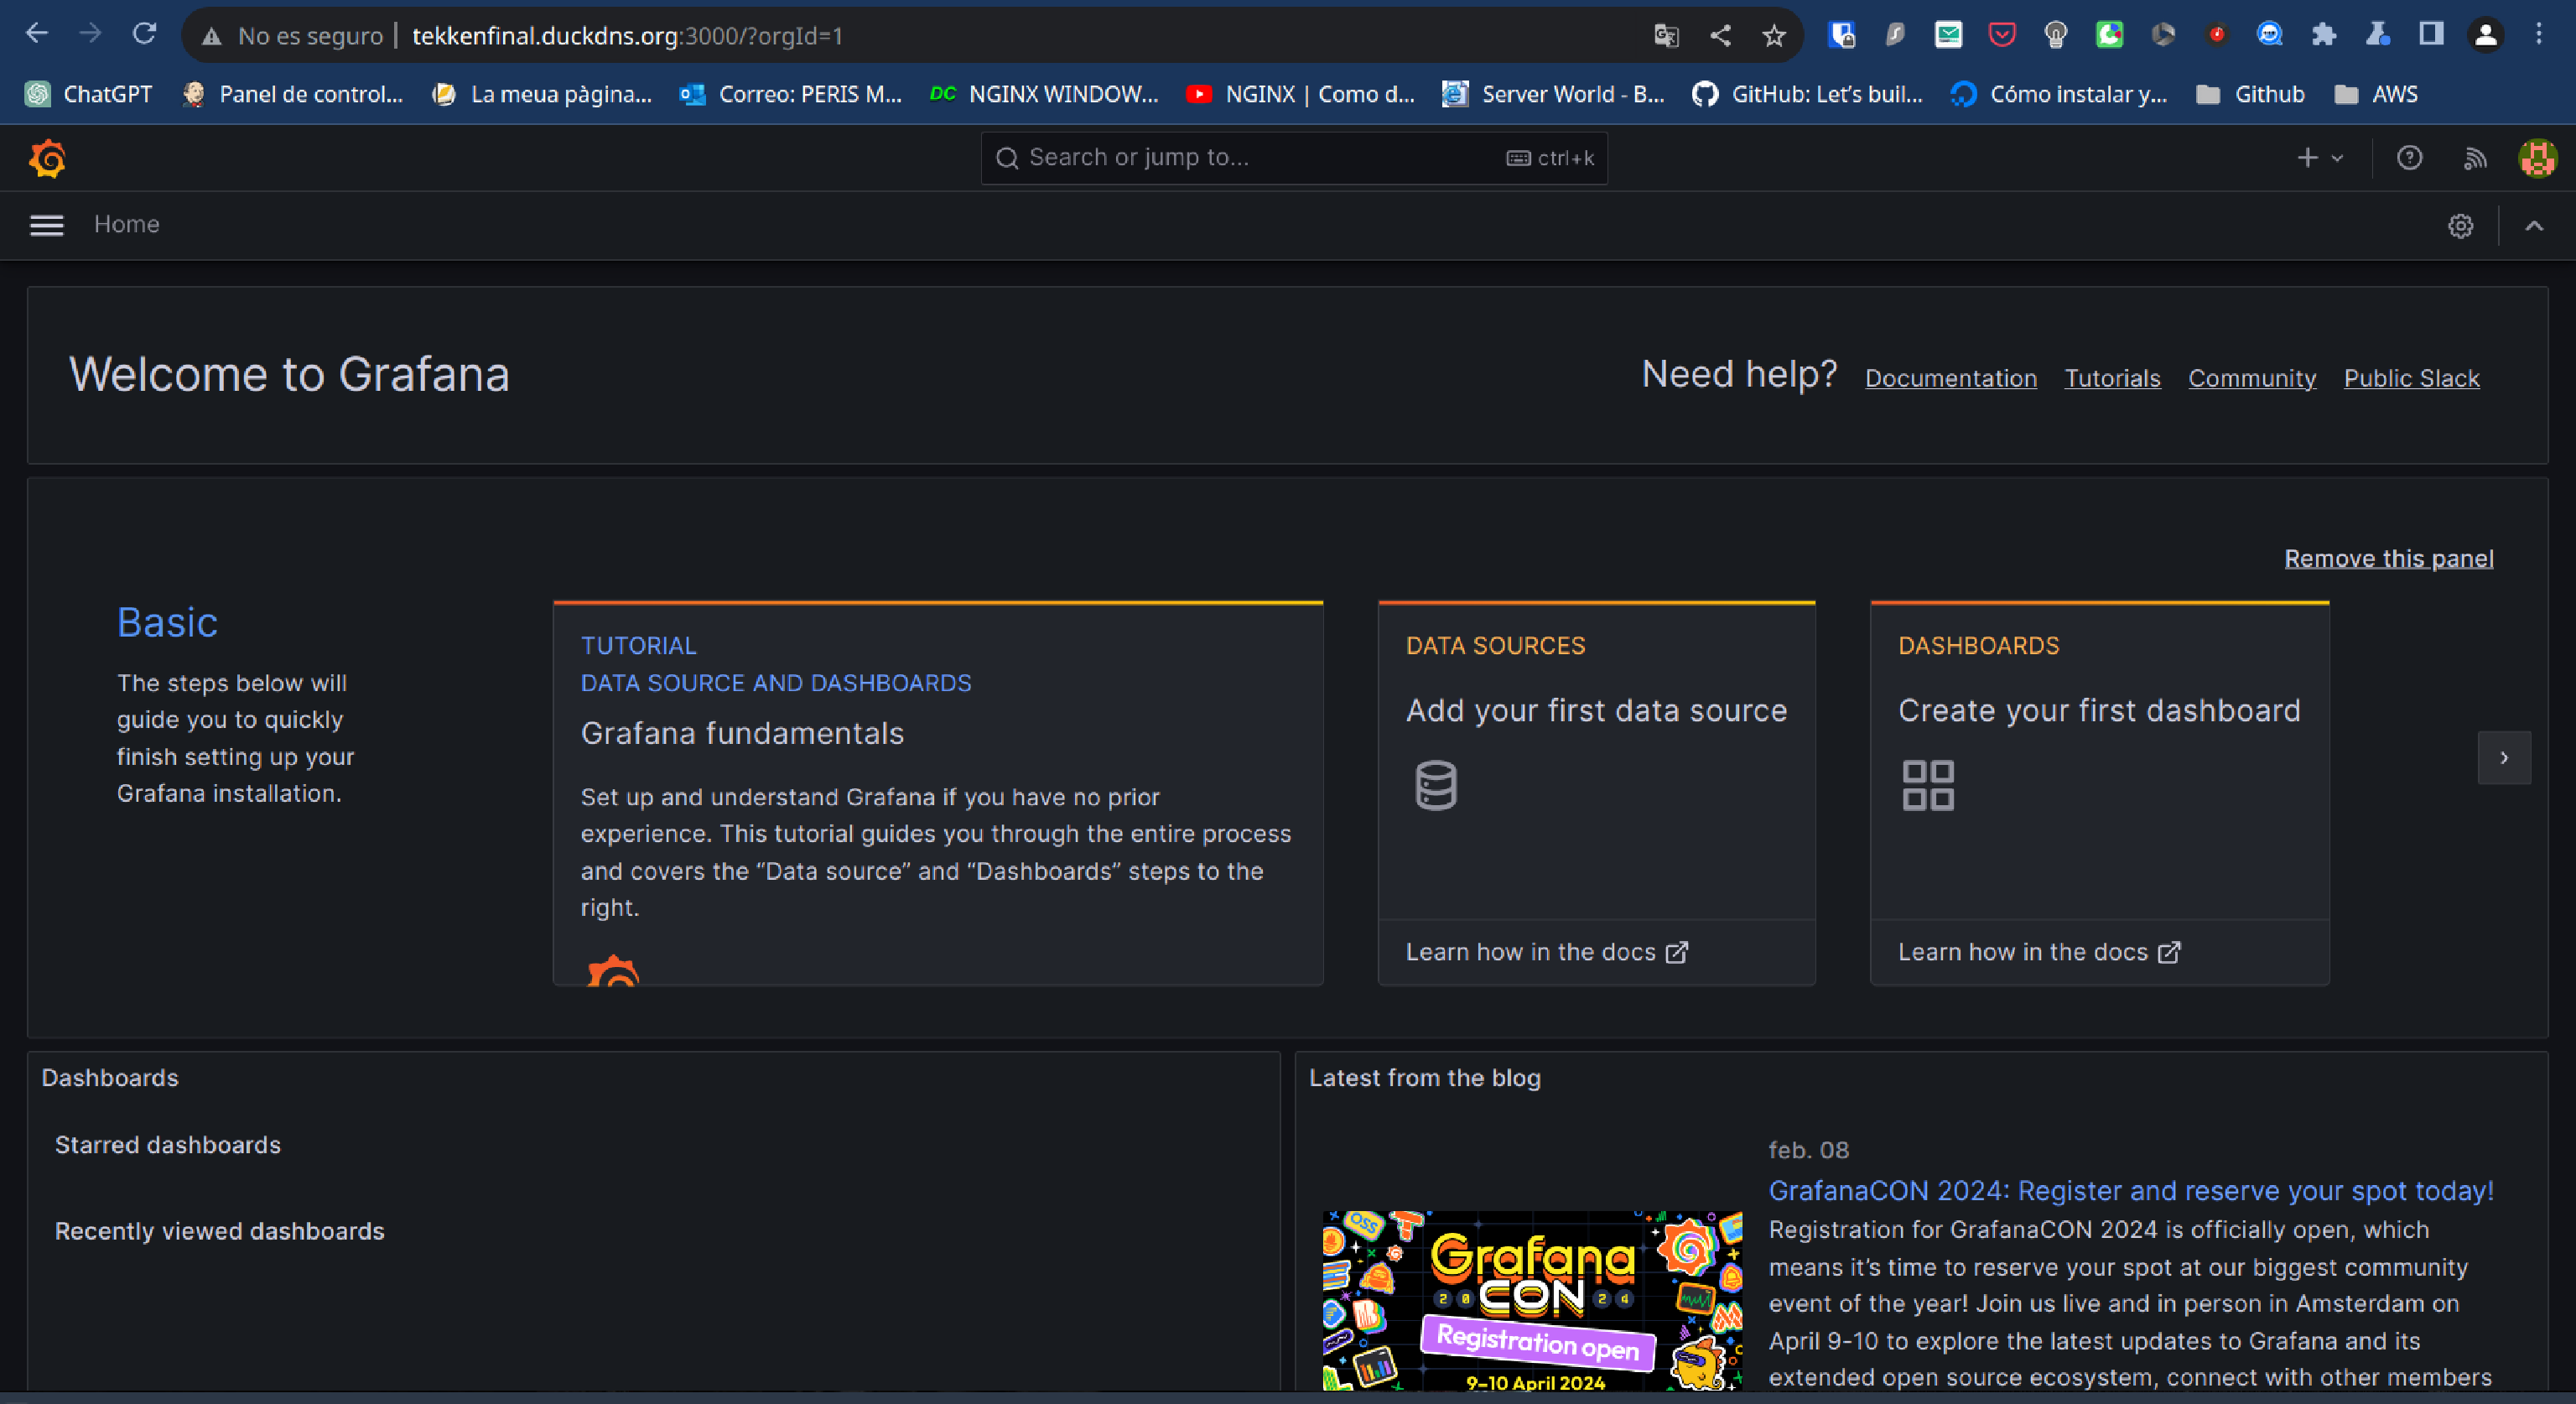 No es seguro | tekkenfinal.duckdns.org:3000/?orgId=1
ChatGPT Panel de control... La meua pàgina... Correo: PERIS M... DC NGINX WINDOW... NGINX | Como d... Server World - B... GitHub: Let's buil... Cómo instalar y... Github AWS
Search or jump to... ctrl+k
Home
Welcome to Grafana
Need help? Documentation Tutorials Community Public Slack
Remove this panel
Basic
The steps below will
guide you to quickly
finish setting up your
Grafana installation.
TUTORIAL
DATA SOURCE AND DASHBOARDS
Grafana fundamentals
Set up and understand Grafana if you have no prior
experience. This tutorial guides you through the entire process
and covers the “Data source” and “Dashboards” steps to the
right.
DATA SOURCES
Add your first data source
Learn how in the docs
DASHBOARDS
Create your first dashboard
Learn how in the docs
Dashboards
Starred dashboards
Recently viewed dashboards
Latest from the blog
OSS
Grafana
CON
2024
Registration open
9–10 April 2024
feb. 08
GrafanaCON 2024: Register and reserve your spot today!
Registration for GrafanaCON 2024 is officially open, which
means it’s time to reserve your spot at our biggest community
event of the year! Join us live and in person in Amsterdam on
April 9-10 to explore the latest updates to Grafana and its
extended open source ecosystem, connect with other members